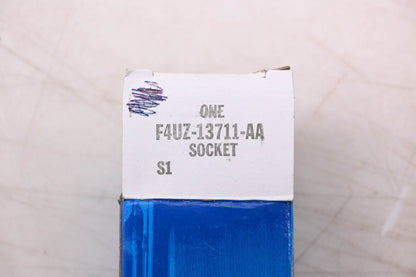 ONE
F4UZ-13711-AA
SOCKET
S1